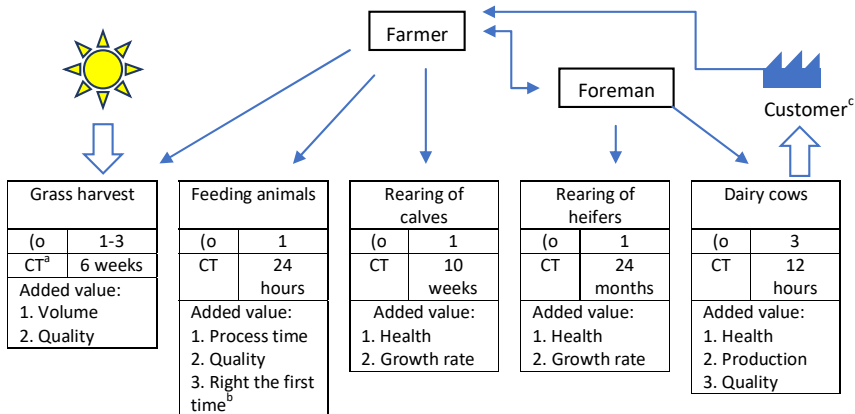 Farmer
Foreman
Customerc
Grass harvest
(o 1-3
CTa 6 weeks
Added value:
1. Volume
2. Quality
Feeding animals
(o 1
CT 24
hours
Added value:
1. Process time
2. Quality
3. Right the first
timeb
Rearing of
calves
(o 1
CT 10
weeks
Added value:
1. Health
2. Growth rate
Rearing of
heifers
(o 1
CT 24
months
Added value:
1. Health
2. Growth rate
Dairy cows
(o 3
CT 12
hours
Added value:
1. Health
2. Production
3. Quality